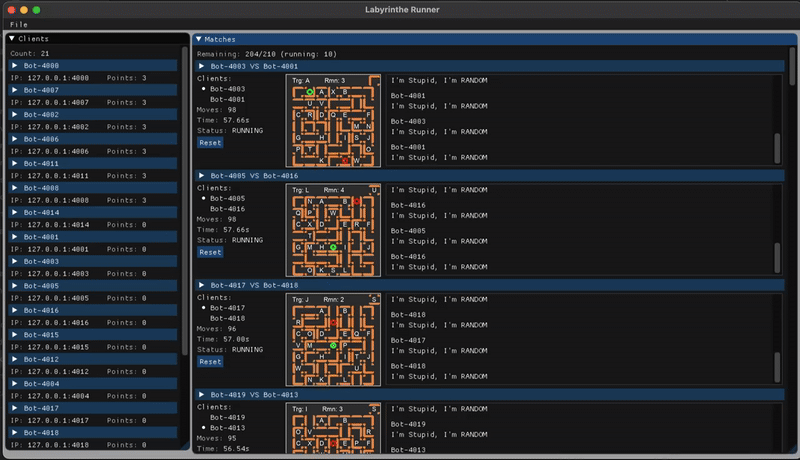 Labyrinthe Runner
File
Clients
Count: 21
Bot-4000
IP: 127.0.0.1:4000 Points: 3
Bot-4007
IP: 127.0.0.1:4007 Points: 3
Bot-4002
IP: 127.0.0.1:4002 Points: 3
Bot-4006
IP: 127.0.0.1:4006 Points: 3
Bot-4011
IP: 127.0.0.1:4011 Points: 3
Bot-4008
IP: 127.0.0.1:4008 Points: 3
Bot-4014
IP: 127.0.0.1:4014 Points: 0
Bot-4001
IP: 127.0.0.1:4001 Points: 0
Bot-4003
IP: 127.0.0.1:4003 Points: 0
Bot-4005
IP: 127.0.0.1:4005 Points: 0
Bot-4016
IP: 127.0.0.1:4016 Points: 0
Bot-4015
IP: 127.0.0.1:4015 Points: 0
Bot-4012
IP: 127.0.0.1:4012 Points: 0
Bot-4004
IP: 127.0.0.1:4004 Points: 0
Bot-4017
IP: 127.0.0.1:4017 Points: 0
Bot-4018
IP: 127.0.0.1:4018 Points: 0
Matches
Remaining: 204/210 (running: 10)
Bot-4003 VS Bot-4001
Clients:
Bot-4003
Bot-4001
Moves: 98
Time: 57.66s
Status: RUNNING
Reset
Trg: A Rmn: 3
A X B
U V
C R D Q E F
M N
G H I S J
P T O
K W
I'm Stupid, I'm RANDOM
Bot-4001
I'm Stupid, I'm RANDOM
Bot-4003
I'm Stupid, I'm RANDOM
Bot-4001
I'm Stupid, I'm RANDOM
Bot-4005 VS Bot-4016
Clients:
Bot-4005
Bot-4016
Moves: 98
Time: 57.66s
Status: RUNNING
Reset
Trg: L Rmn: 4 U
N A B
Q P W
C X D E R F
G M H I J
O K S L
I'm Stupid, I'm RANDOM
Bot-4016
I'm Stupid, I'm RANDOM
Bot-4005
I'm Stupid, I'm RANDOM
Bot-4016
I'm Stupid, I'm RANDOM
Bot-4017 VS Bot-4018
Clients:
Bot-4017
Bot-4018
Moves: 96
Time: 57.00s
Status: RUNNING
Reset
Trg: J Rmn: 2 S
A B
R
C O D E Q F
V M P
G H I T J
W U
N K L
I'm Stupid, I'm RANDOM
Bot-4018
I'm Stupid, I'm RANDOM
Bot-4017
I'm Stupid, I'm RANDOM
Bot-4018
I'm Stupid, I'm RANDOM
Bot-4019 VS Bot-4013
Clients:
Bot-4019
Bot-4013
Moves: 95
Time: 56.54s
Trg: I Rmn: 3 S
A B
O V R
C X D E P F
I'm Stupid, I'm RANDOM
Bot-4019
I'm Stupid, I'm RANDOM
Bot-4013